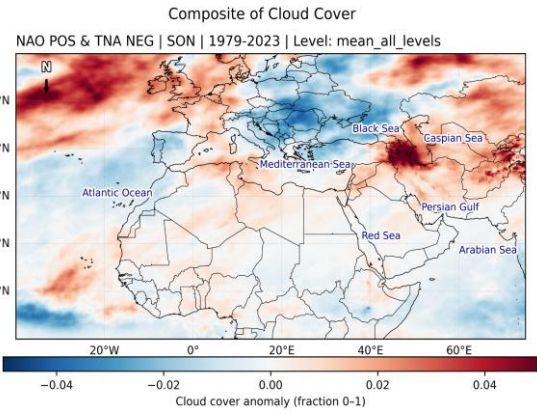 Composite of Cloud Cover
NAO POS & TNA NEG | SON | 1979-2023 | Level: mean_all_levels
N
°N
Black Sea
Caspian Sea
°N
Mediterranean Sea
°N
Atlantic Ocean
Persian Gulf
Red Sea
°N
Arabian Sea
°N
20°W 0° 20°E 40°E 60°E
−0.04 −0.02 0.00 0.02 0.04
Cloud cover anomaly (fraction 0–1)